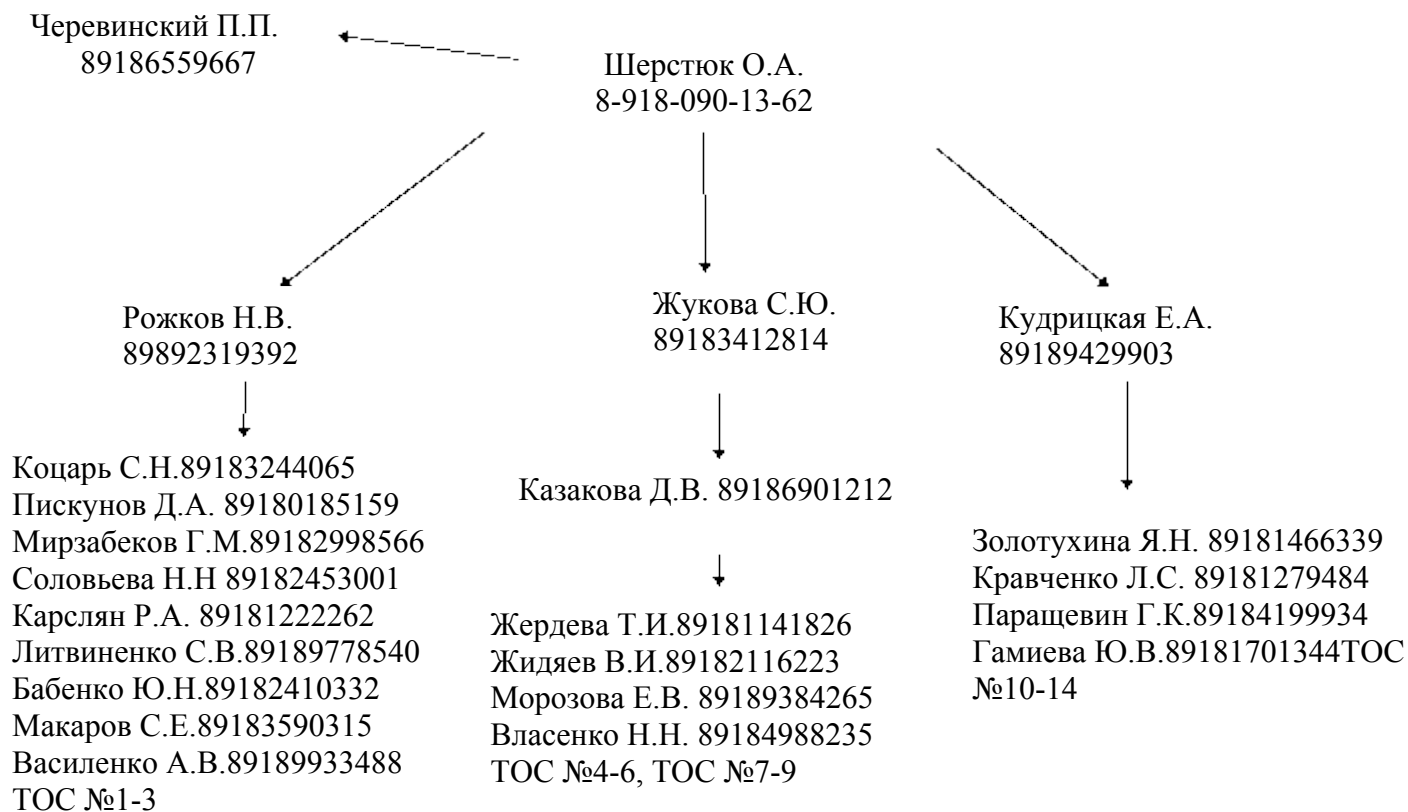 Черевинский П.П.
89186559667
Шерстюк О.А.
8-918-090-13-62
Рожков Н.В.
89892319392
Жукова С.Ю.
89183412814
Кудрицкая Е.А.
89189429903
Коцарь С.Н.89183244065
Пискунов Д.А. 89180185159
Мирзабеков Г.М.89182998566
Соловьева Н.Н 89182453001
Карслян Р.А. 89181222262
Литвиненко С.В.89189778540
Бабенко Ю.Н.89182410332
Макаров С.Е.89183590315
Василенко А.В.89189933488
ТОС №1-3
Казакова Д.В. 89186901212
Жердева Т.И.89181141826
Жидяев В.И.89182116223
Морозова Е.В. 89189384265
Власенко Н.Н. 89184988235
ТОС №4-6, ТОС №7-9
Золотухина Я.Н. 89181466339
Кравченко Л.С. 89181279484
Паращевин Г.К.89184199934
Гамиева Ю.В.89181701344ТОС
№10-14